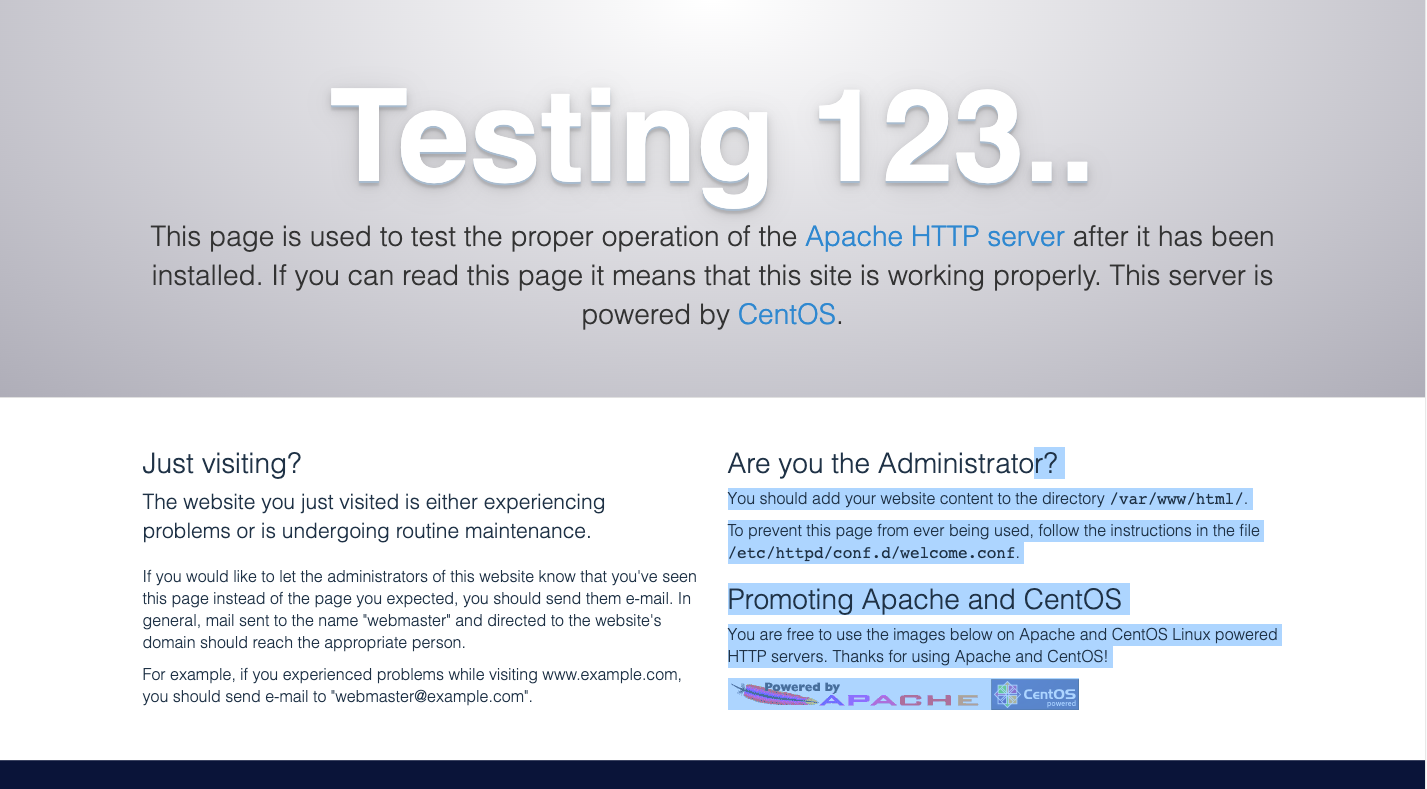 Testing 123..
This page is used to test the proper operation of the Apache HTTP server after it has been
installed. If you can read this page it means that this site is working properly. This server is
powered by CentOS.
Just visiting?
The website you just visited is either experiencing
problems or is undergoing routine maintenance.
If you would like to let the administrators of this website know that you've seen
this page instead of the page you expected, you should send them e-mail. In
general, mail sent to the name "webmaster" and directed to the website's
domain should reach the appropriate person.
For example, if you experienced problems while visiting www.example.com,
you should send e-mail to "webmaster@example.com".
Are you the Administrator?
You should add your website content to the directory /var/www/html/.
To prevent this page from ever being used, follow the instructions in the file
/etc/httpd/conf.d/welcome.conf.
Promoting Apache and CentOS
You are free to use the images below on Apache and CentOS Linux powered
HTTP servers. Thanks for using Apache and CentOS!
Powered by
APACHE
CentOS
powered